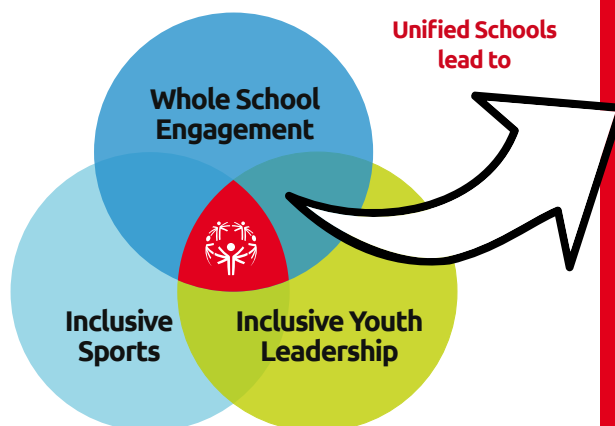 Unified Schools
lead to
Whole School
Engagement
Inclusive
Sports
Inclusive Youth
Leadership